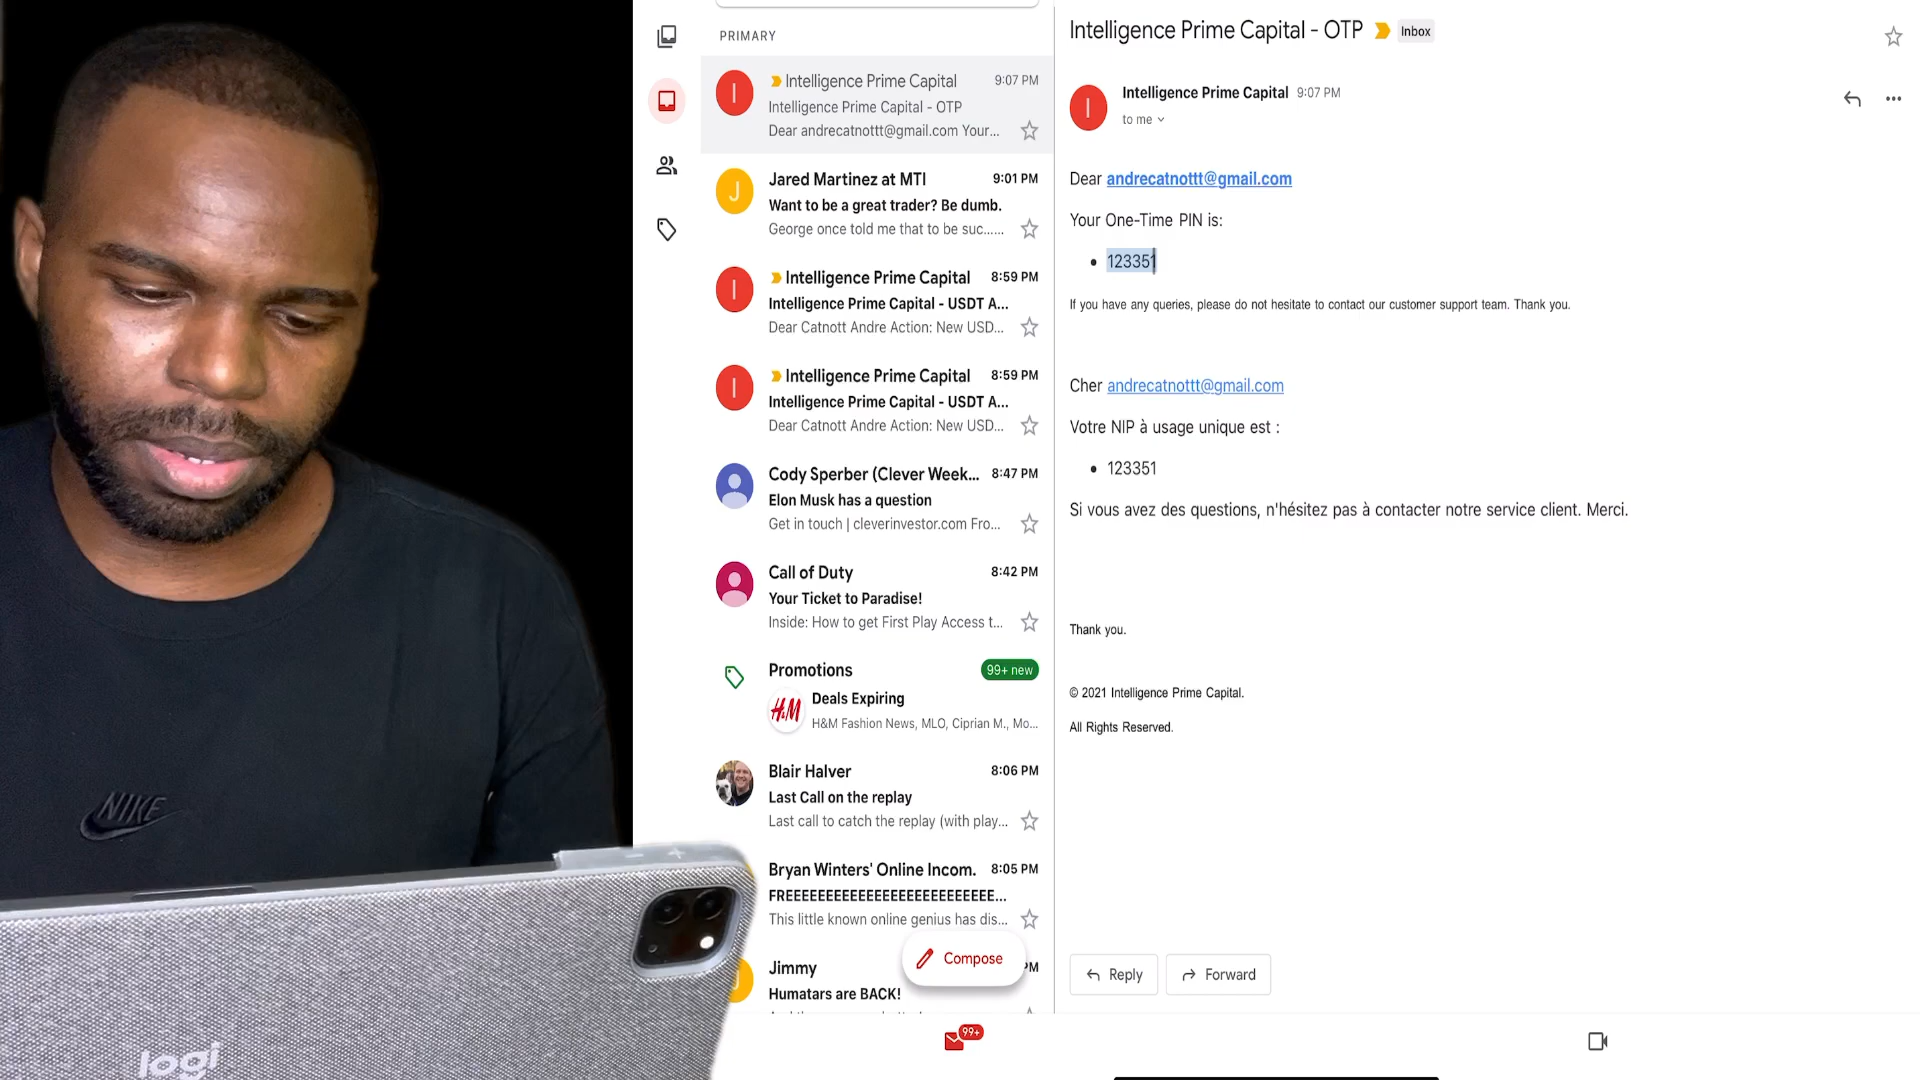 PRIMARY
Intelligence Prime Capital 9:07 PM
Intelligence Prime Capital - OTP
Dear andrecatnottt@gmail.com Your...
J
Jared Martinez at MTI 9:01 PM
Want to be a great trader? Be dumb.
George once told me that to be suc......
Intelligence Prime Capital 8:59 PM
Intelligence Prime Capital - USDT A...
Dear Catnott Andre Action: New USD...
Intelligence Prime Capital 8:59 PM
Intelligence Prime Capital - USDT A...
Dear Catnott Andre Action: New USD...
Cody Sperber (Clever Week... 8:47 PM
Elon Musk has a question
Get in touch | cleverinvestor.com Fro...
Call of Duty 8:42 PM
Your Ticket to Paradise!
Inside: How to get First Play Access t...
Promotions 99+ new
H&M
Deals Expiring
H&M Fashion News, MLO, Ciprian M., Mo...
Blair Halver 8:06 PM
Last Call on the replay
Last call to catch the replay (with play...
Bryan Winters' Online Incom. 8:05 PM
FREEEEEEEEEEEEEEEEEEEEEEEEEE...
This little known online genius has dis...
Compose
Jimmy PM
Humatars are BACK!
99+
Intelligence Prime Capital - OTP Inbox
I
Intelligence Prime Capital 9:07 PM
to me
Dear andrecatnottt@gmail.com
Your One-Time PIN is:
• 123351
If you have any queries, please do not hesitate to contact our customer support team. Thank you.
Cher andrecatnottt@gmail.com
Votre NIP à usage unique est :
• 123351
Si vous avez des questions, n'hésitez pas à contacter notre service client. Merci.
Thank you.
© 2021 Intelligence Prime Capital.
All Rights Reserved.
Reply Forward
NIKE
logi